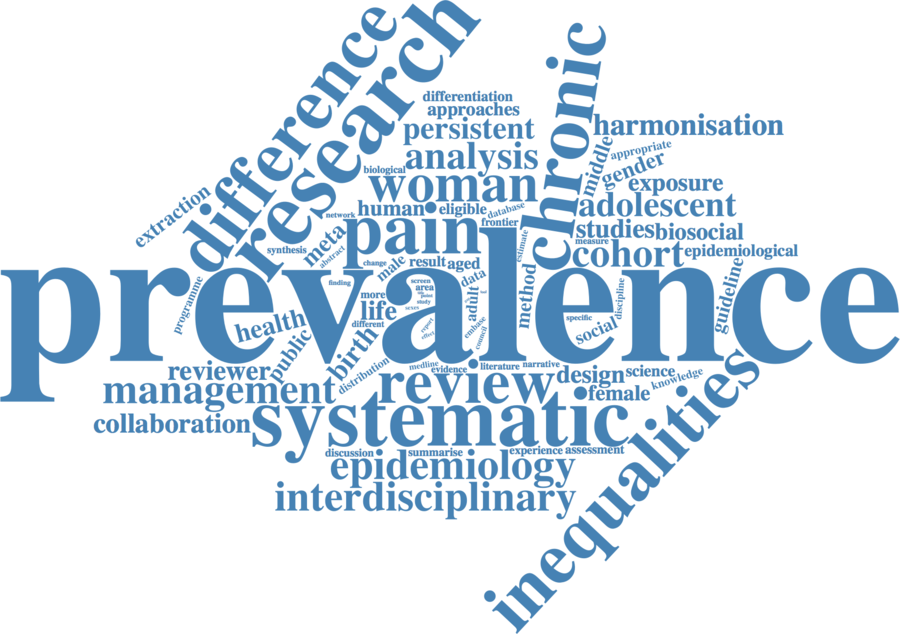 difference
research
chronic
differentiation
approaches
persistent
harmonisation
analysis
middle
appropriate
gender
biological
woman
exposure
extraction
human
eligible
database
adolescent
network
frontier
pain
studies
biosocial
measure
synthesis
meta
abstract
estimate
cohort
epidemiological
change
male
result
aged
prevalence
programme
finding
screen
area
data
method
discipline
guideline
more
point
study
adult
life
sexes
different
specific
health
report
effect
embase
council
social
public
birth
distribution
medline
evidence
literature
narrative
reviewer
review
design
science
knowledge
management
female
collaboration
systematic
inequalities
discussion
summarise
experience
assessment
epidemiology
interdisciplinary